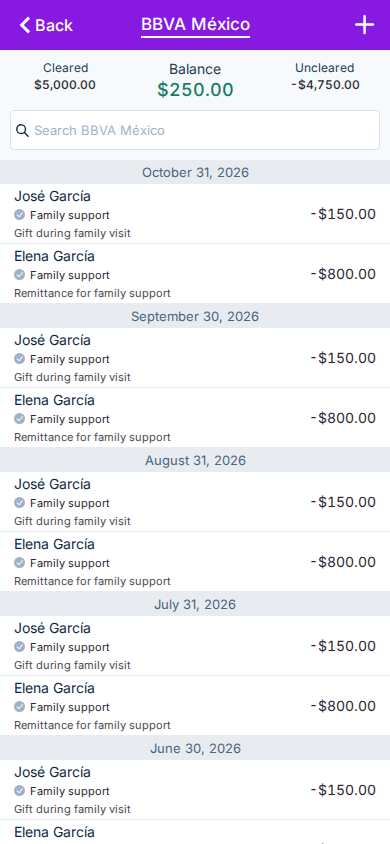 Back
BBVA México
Cleared
$5,000.00
Balance
$250.00
Uncleared
-$4,750.00
Search BBVA México
October 31, 2026
José García
Family support
-$150.00
Gift during family visit
Elena García
Family support
-$800.00
Remittance for family support
September 30, 2026
José García
Family support
-$150.00
Gift during family visit
Elena García
Family support
-$800.00
Remittance for family support
August 31, 2026
José García
Family support
-$150.00
Gift during family visit
Elena García
Family support
-$800.00
Remittance for family support
July 31, 2026
José García
Family support
-$150.00
Gift during family visit
Elena García
Family support
-$800.00
Remittance for family support
June 30, 2026
José García
Family support
-$150.00
Gift during family visit
Elena García